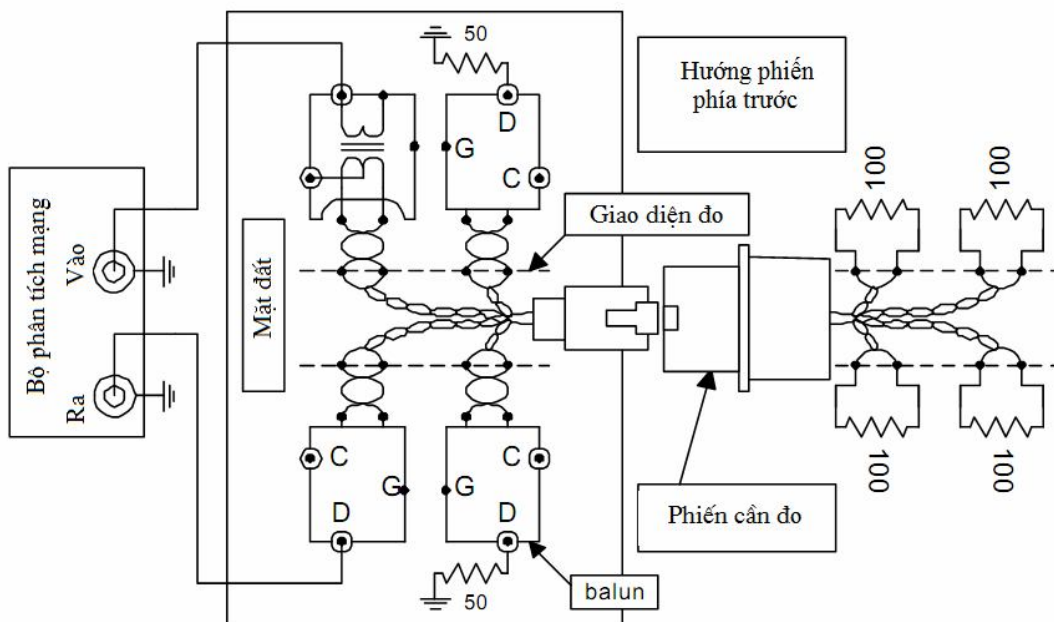 50
Hướng phiến
phía trước
D
G
C
100
100
Giao diện đo
Bộ phân tích mạng
Vào
Ra
Mặt đất
C
G
D
C
G
D
Phiến cần đo
100
100
50
balun